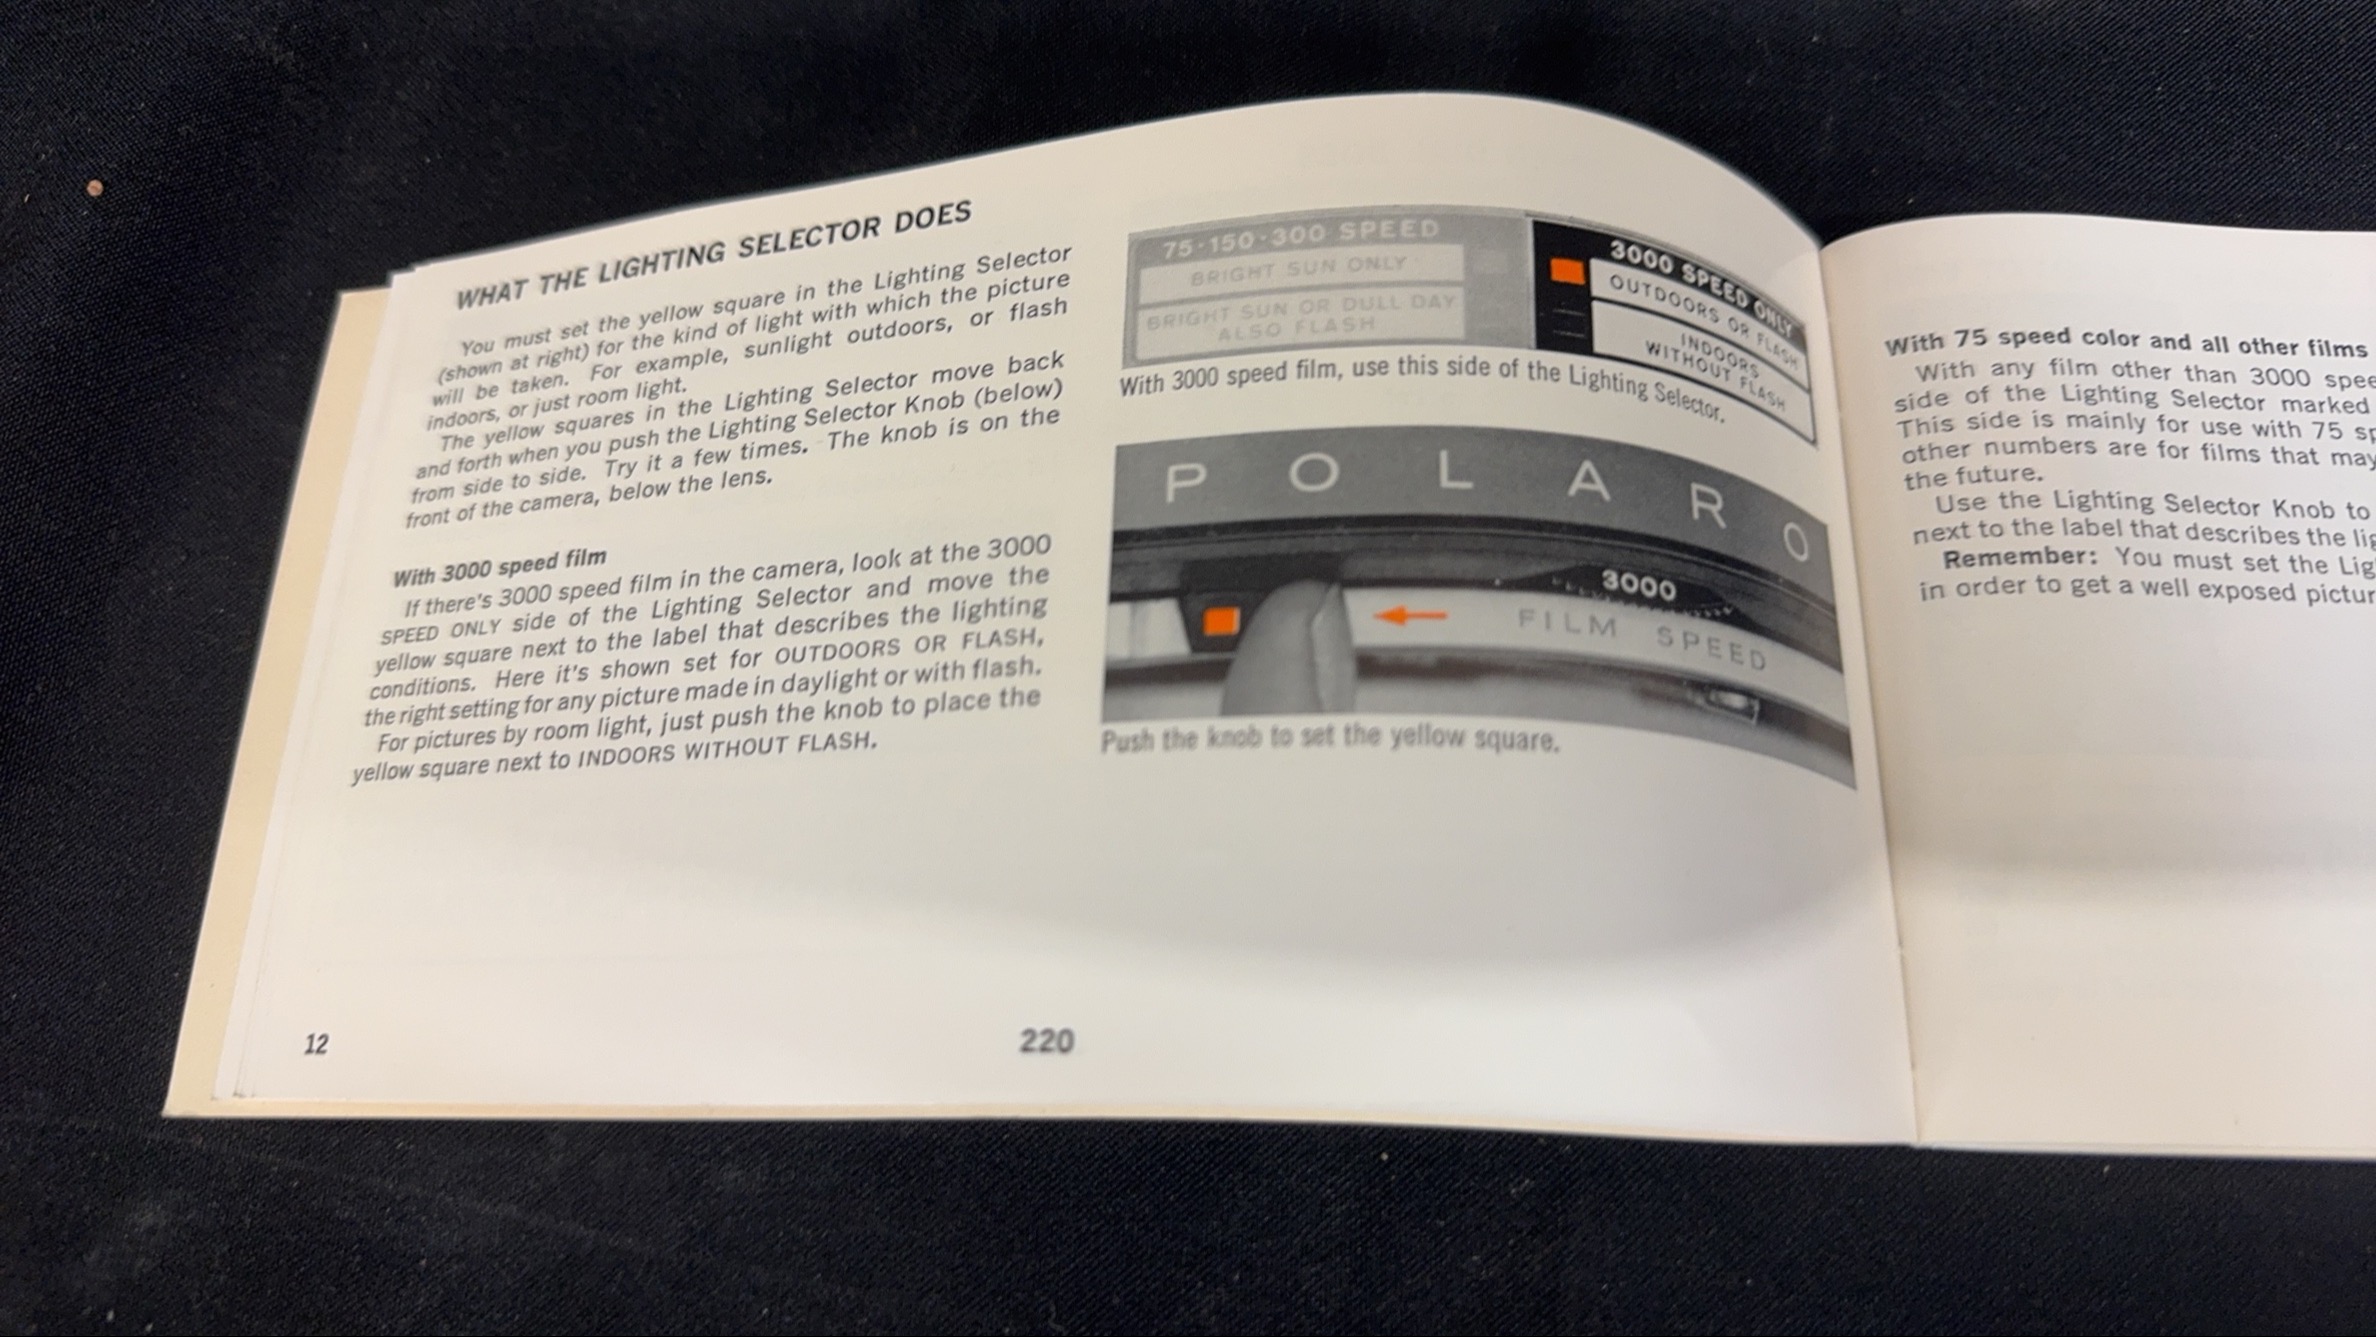 WHAT THE LIGHTING SELECTOR DOES
You must set the yellow square in the Lighting Selector
(shown at right) for the kind of light with which the picture
will be taken. For example, sunlight outdoors, or flash
indoors, or just room light.
The yellow squares in the Lighting Selector move back
and forth when you push the Lighting Selector Knob (below)
from side to side. Try it a few times. The knob is on the
front of the camera, below the lens.
With 3000 speed film
If there's 3000 speed film in the camera, look at the 3000
SPEED ONLY side of the Lighting Selector and move the
yellow square next to the label that describes the lighting
conditions. Here it's shown set for OUTDOORS OR FLASH,
the right setting for any picture made in daylight or with flash.
For pictures by room light, just push the knob to place the
yellow square next to INDOORS WITHOUT FLASH.
12
75·150·300 SPEED
BRIGHT SUN ONLY
BRIGHT SUN OR DULL DAY
ALSO FLASH
3000 SPEED ONLY
OUTDOORS OR FLASH
INDOORS
WITHOUT FLASH
With 3000 speed film, use this side of the Lighting Selector.
POLARO
3000
FILM SPEED
Push the knob to set the yellow square.
220
With 75 speed color and all other films
With any film other than 3000
side of the Lighting Selector marked
This side is mainly for use with 75
other numbers are for films that may
the future.
Use the Lighting Selector Knob to
next to the label that describes the
Remember: You must set the
in order to get a well exposed